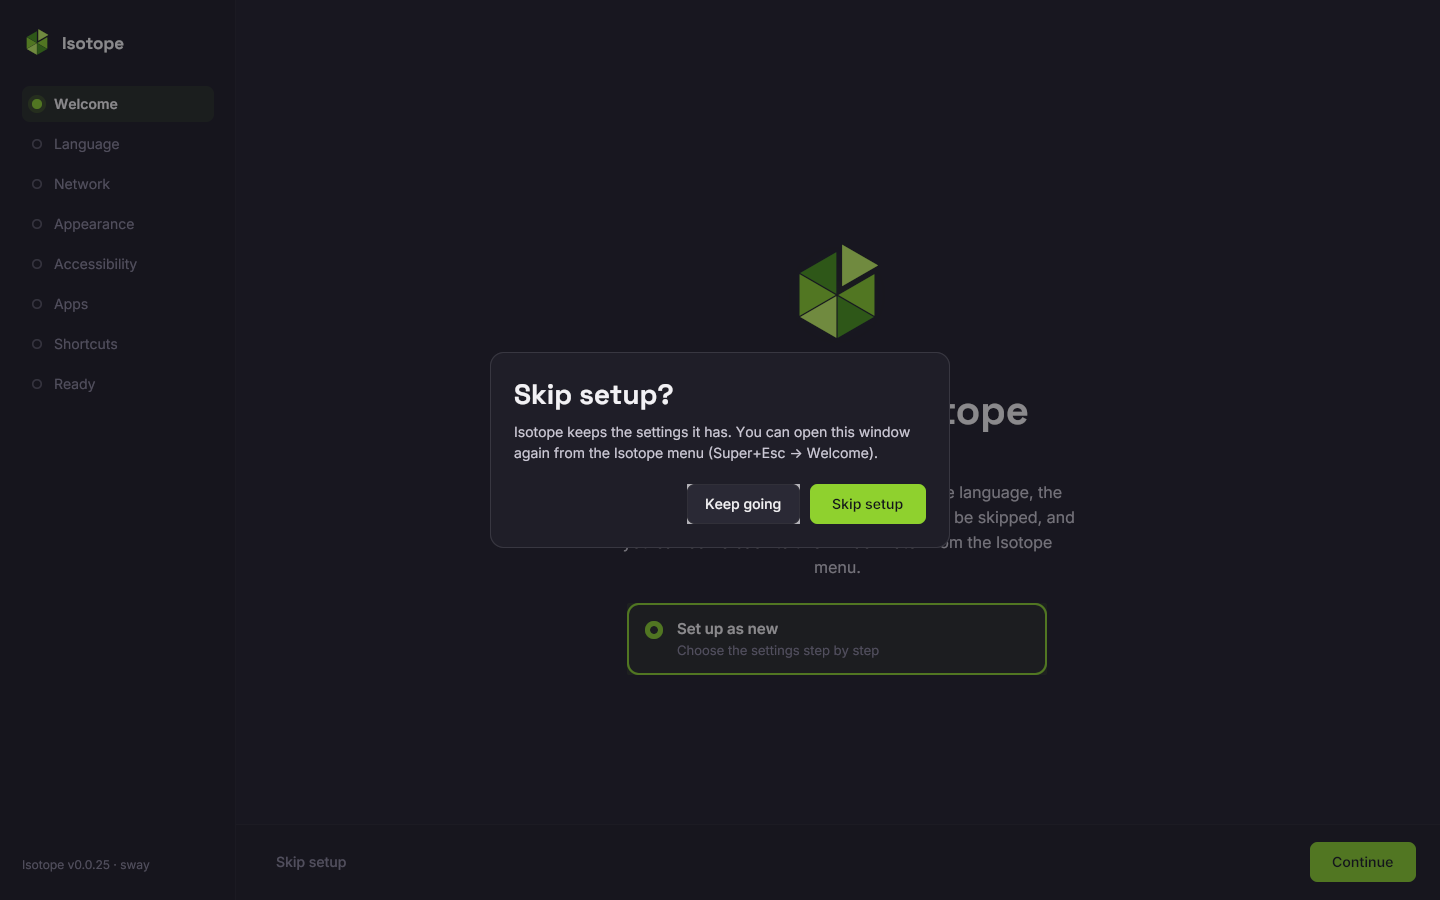 Isotope
Welcome
Language
Network
Appearance
Accessibility
Apps
Shortcuts
Ready
Isotope v0.0.25 · sway
tope
Skip setup?
Isotope keeps the settings it has. You can open this window
again from the Isotope menu (Super+Esc → Welcome).
Keep going
Skip setup
language, the
be skipped, and
the Isotope
menu.
Set up as new
Choose the settings step by step
Skip setup
Continue